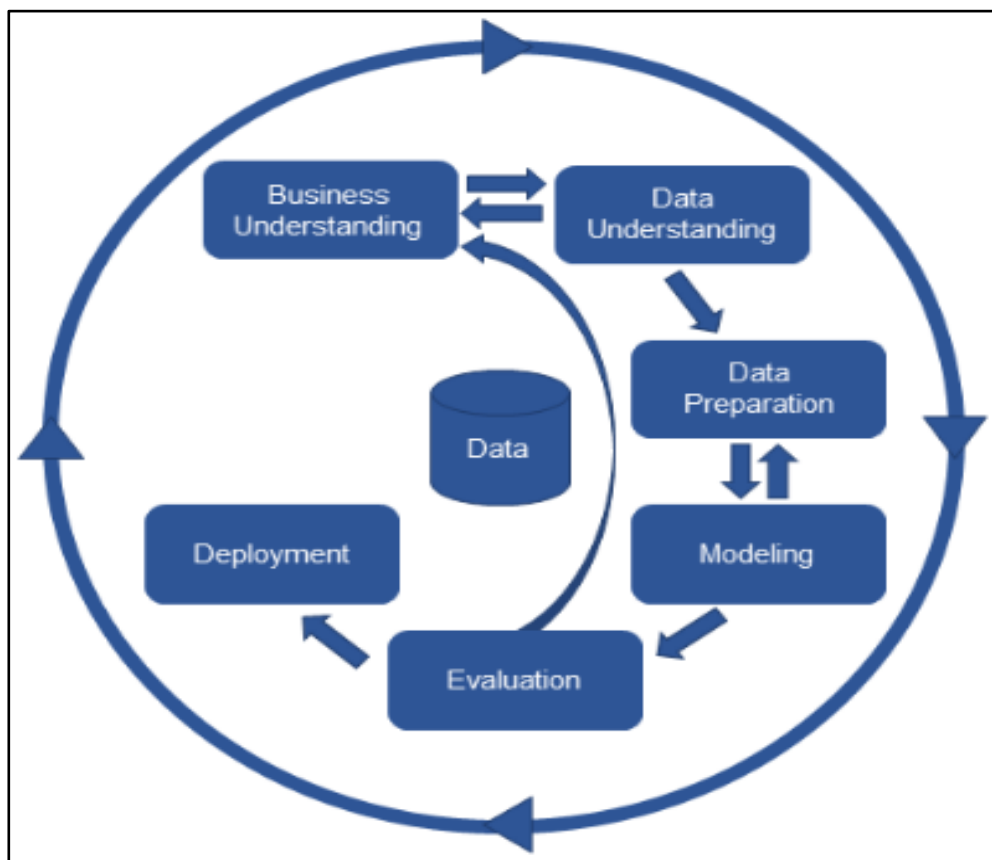 Business
Understanding
Data
Understanding
Data
Preparation
Data
Modeling
Deployment
Evaluation